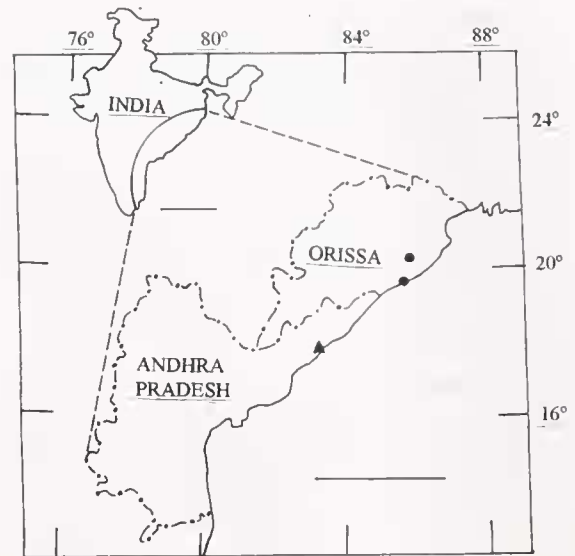 76° 80° 84° 88°
INDIA
24°
ORISSA
20°
ANDHRA
PRADESH
16°